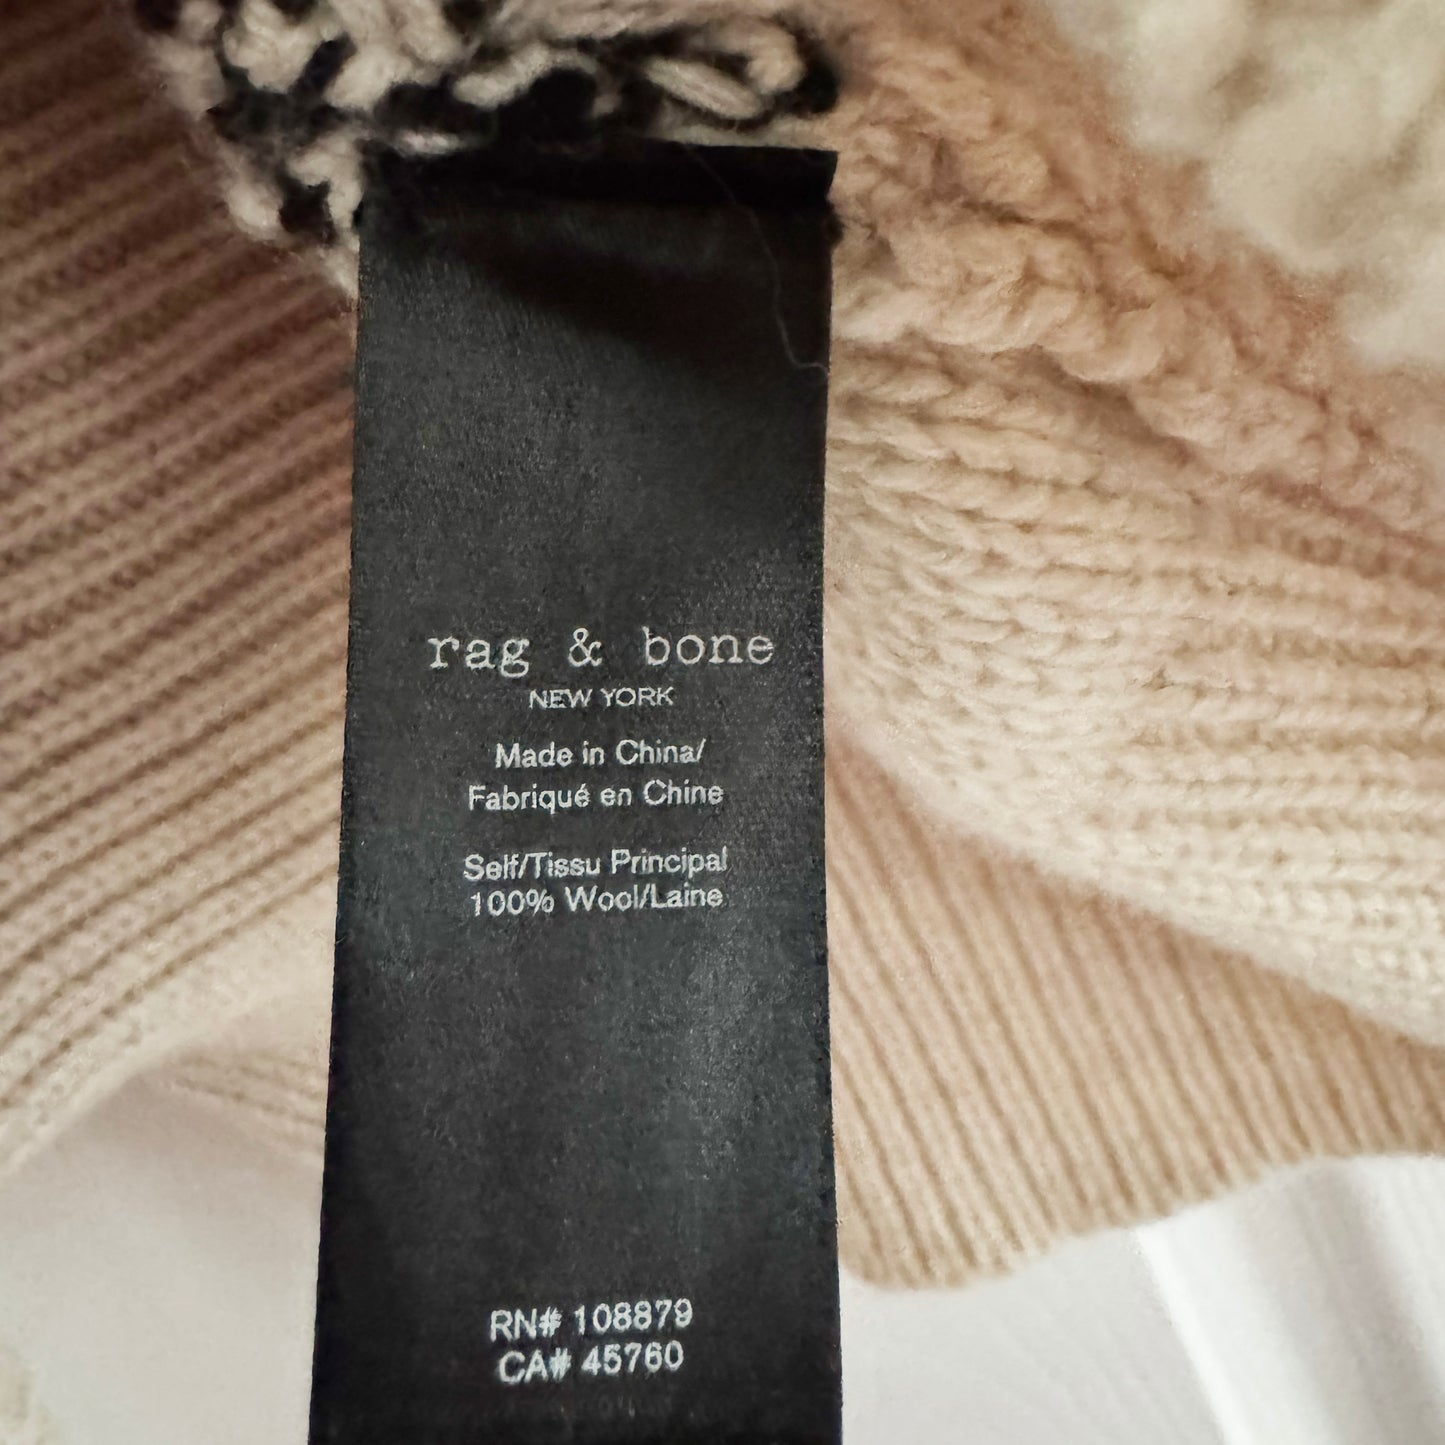 rag & bone
NEW YORK
Made in China/
Fabriqué en Chine
Self/Tissu Principal
100% Wool/Laine
RN# 108879
CA# 45760